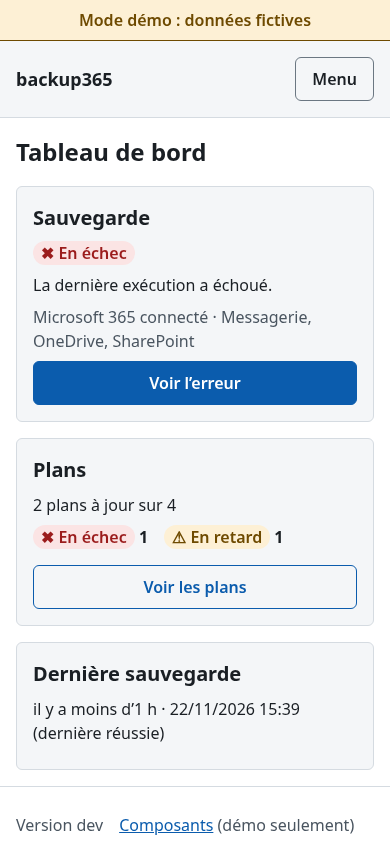 Mode démo : données fictives
backup365
Menu
Tableau de bord
Sauvegarde
✖ En échec
La dernière exécution a échoué.
Microsoft 365 connecté · Messagerie,
OneDrive, SharePoint
Voir l’erreur
Plans
2 plans à jour sur 4
✖ En échec 1 ⚠ En retard 1
Voir les plans
Dernière sauvegarde
il y a moins d’1 h · 22/11/2026 15:39
(dernière réussie)
Version dev Composants (démo seulement)